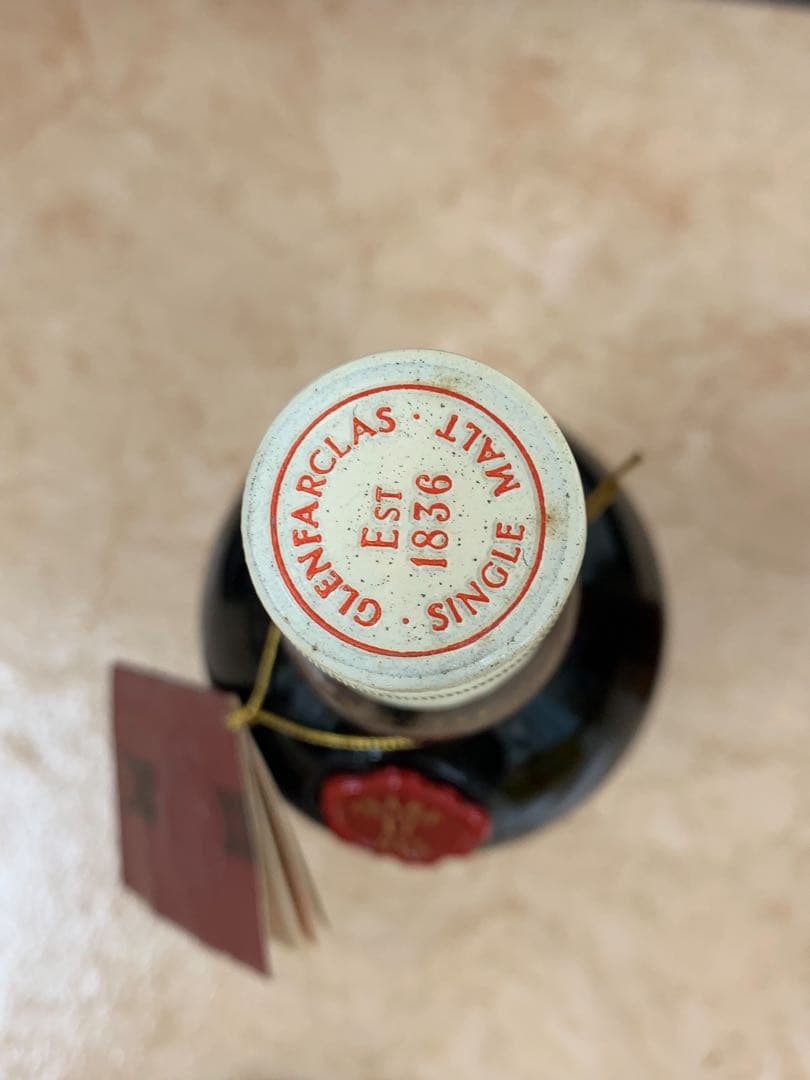 GLENFARCLAS · SINGLE MALT ·
EST
1836